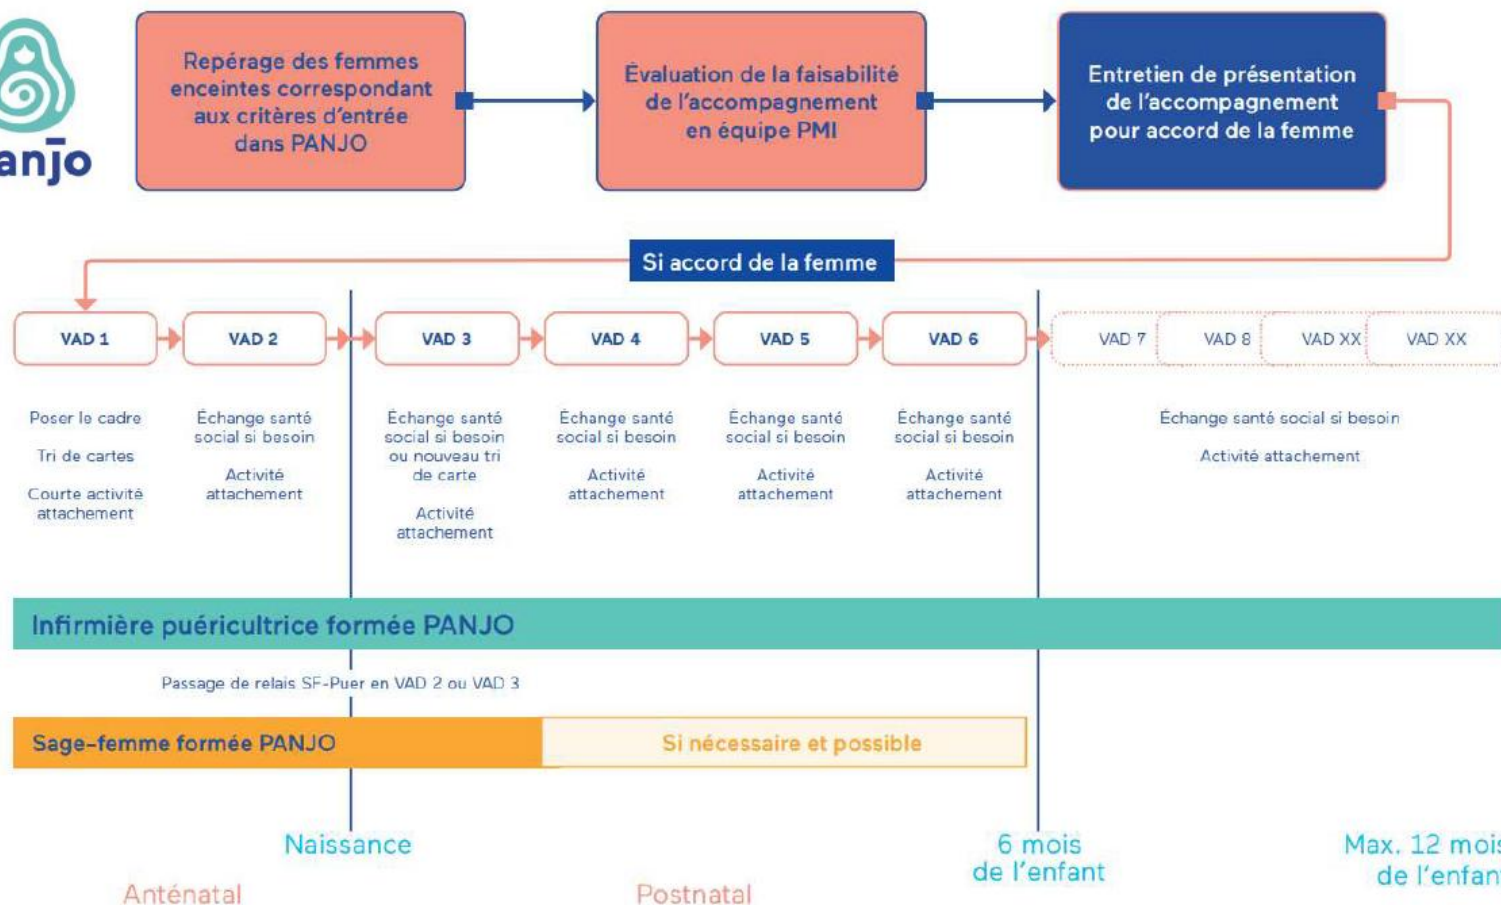 anjo
Repérage des femmes
enceintes correspondant
aux critères d'entrée
dans PANJO
Évaluation de la faisabilité
de l'accompagnement
en équipe PMI
Entretien de présentation
de l'accompagnement
pour accord de la femme
Si accord de la femme
VAD 1
VAD 2
VAD 3
VAD 4
VAD 5
VAD 6
VAD 7
VAD 8
VAD XX
VAD XX
Poser le cadre
Tri de cartes
Courte activité
attachement
Échange santé
social si besoin
Activité
attachement
Échange santé
social si besoin
ou nouveau tri
de carte
Activité
attachement
Échange santé
social si besoin
Activité
attachement
Échange santé
social si besoin
Activité
attachement
Échange santé
social si besoin
Activité
attachement
Échange santé social si besoin
Activité attachement
Infirmière puéricultrice formée PANJO
Passage de relais SF-Puer en VAD 2 ou VAD 3
Sage-femme formée PANJO
Si nécessaire et possible
Naissance
6 mois
de l'enfant
Max. 12 mois
de l'enfant
Anténatal
Postnatal